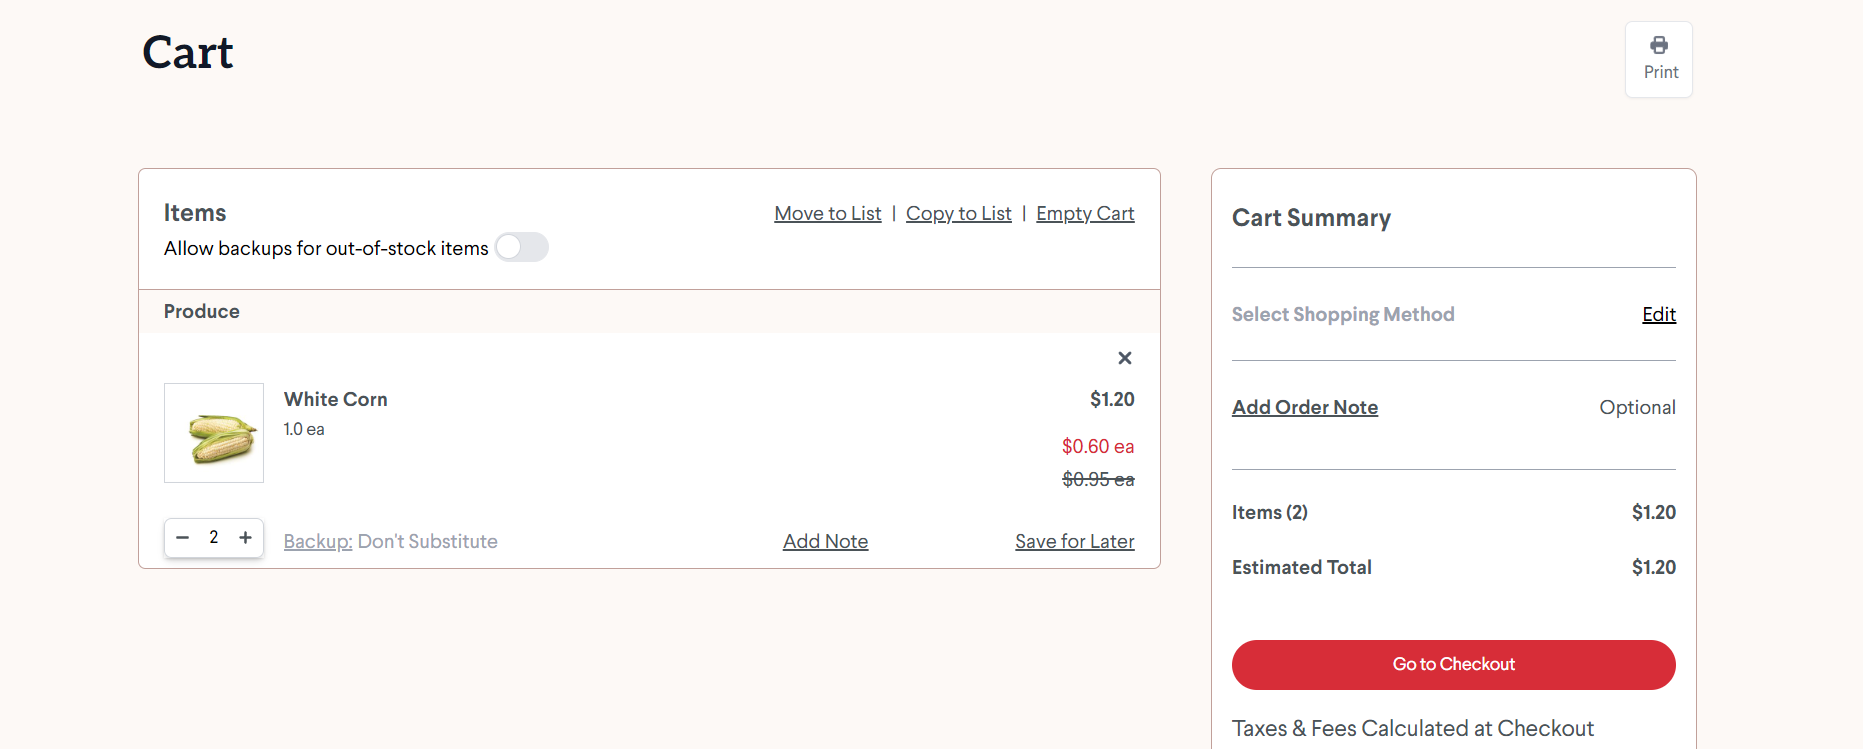 Cart
Print
Items
Move to List | Copy to List | Empty Cart
Allow backups for out-of-stock items
Produce
White Corn
$1.20
1.0 ea
$0.60 ea
$0.95 ea
2
Backup: Don't Substitute
Add Note
Save for Later
Cart Summary
Select Shopping Method
Edit
Add Order Note
Optional
Items (2)
$1.20
Estimated Total
$1.20
Go to Checkout
Taxes & Fees Calculated at Checkout